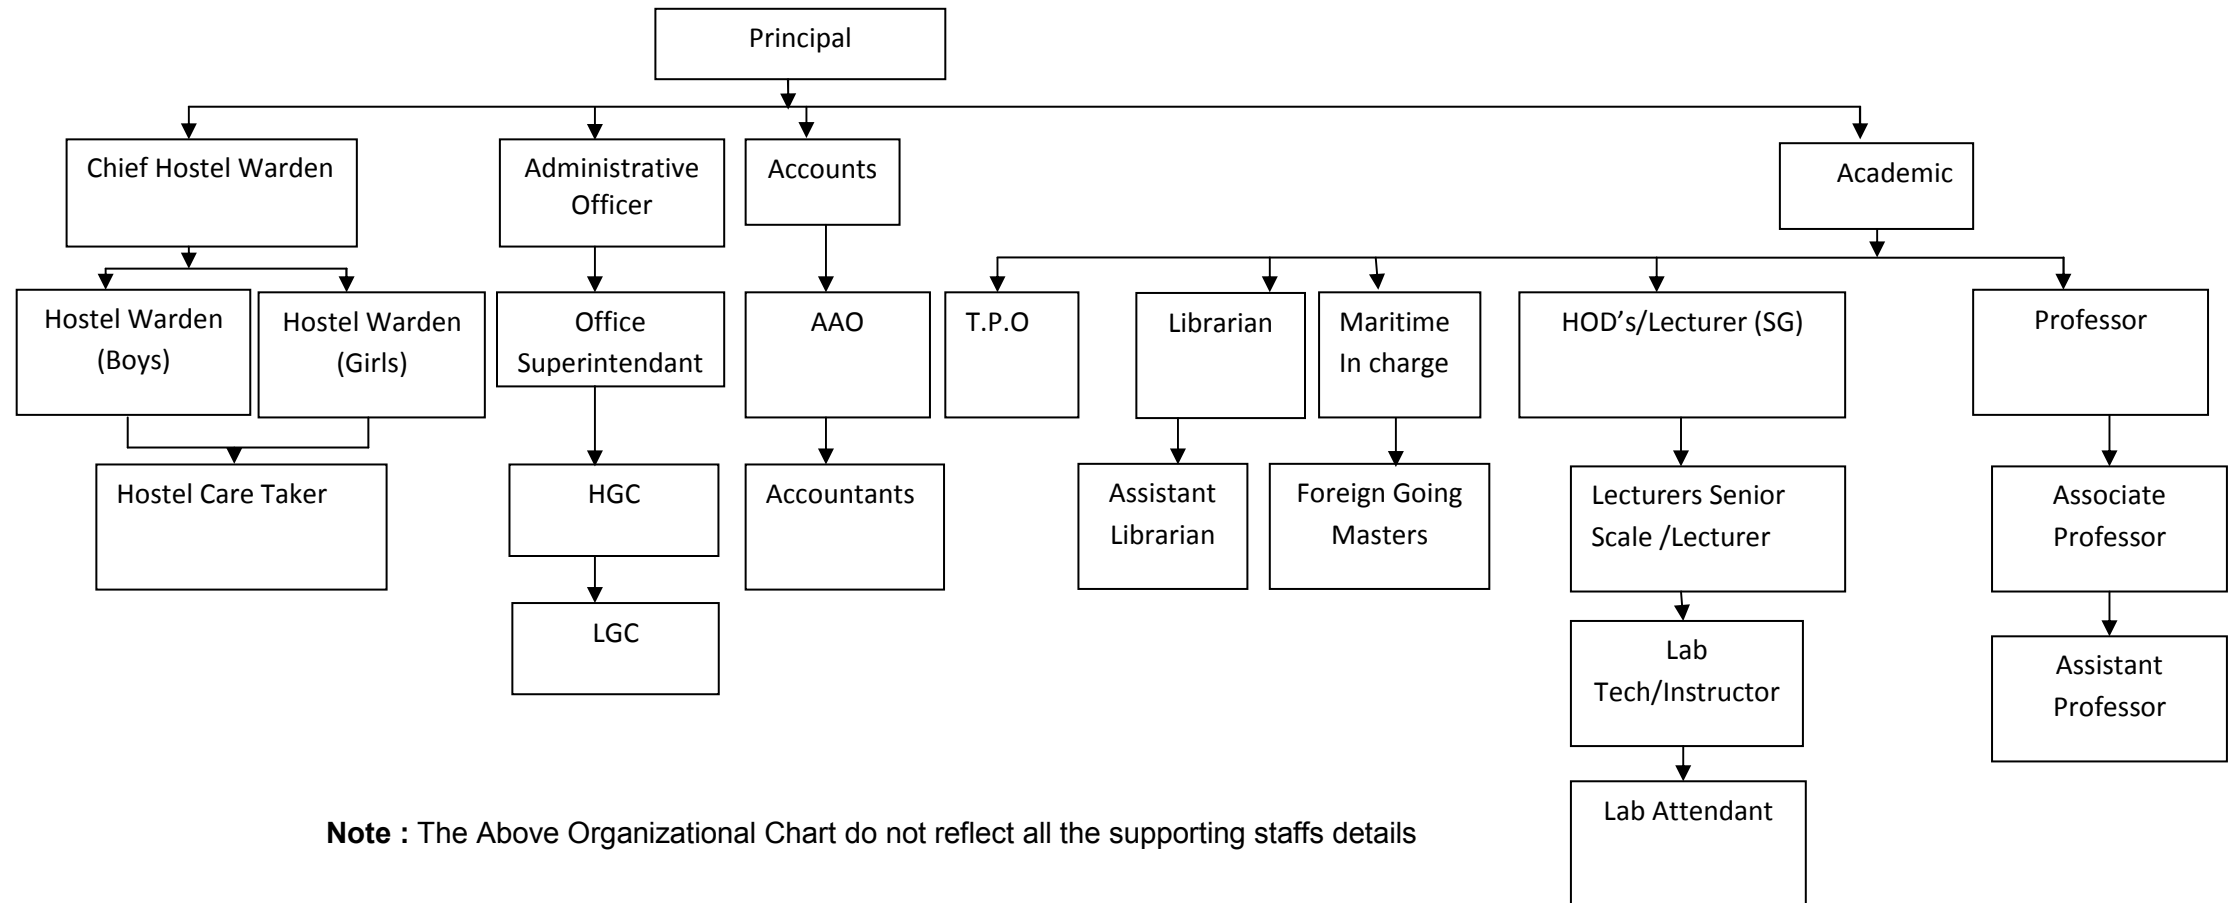 Principal
Chief Hostel Warden
Administrative
Officer
Accounts
Academic
Hostel Warden
(Boys)
Hostel Warden
(Girls)
Office
Superintendant
AAO
T.P.O
Librarian
Maritime
In charge
HOD’s/Lecturer (SG)
Professor
Hostel Care Taker
HGC
Accountants
Assistant
Librarian
Foreign Going
Masters
Lecturers Senior
Scale /Lecturer
Associate
Professor
LGC
Lab
Tech/Instructor
Assistant
Professor
Lab Attendant
Note : The Above Organizational Chart do not reflect all the supporting staffs details